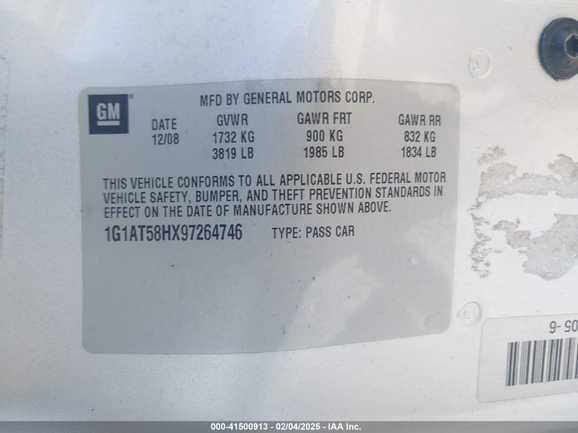 GM
MFD BY GENERAL MOTORS CORP.
DATE GVWR GAWR FRT GAWR RR
12/08 1732 KG 900 KG 832 KG
3819 LB 1985 LB 1834 LB
THIS VEHICLE CONFORMS TO ALL APPLICABLE U.S. FEDERAL MOTOR
VEHICLE SAFETY, BUMPER, AND THEFT PREVENTION STANDARDS IN
EFFECT ON THE DATE OF MANUFACTURE SHOWN ABOVE.
1G1AT58HX97264746 TYPE: PASS CAR
05-6
000-41500913 - 02/04/2025 - IAA Inc.